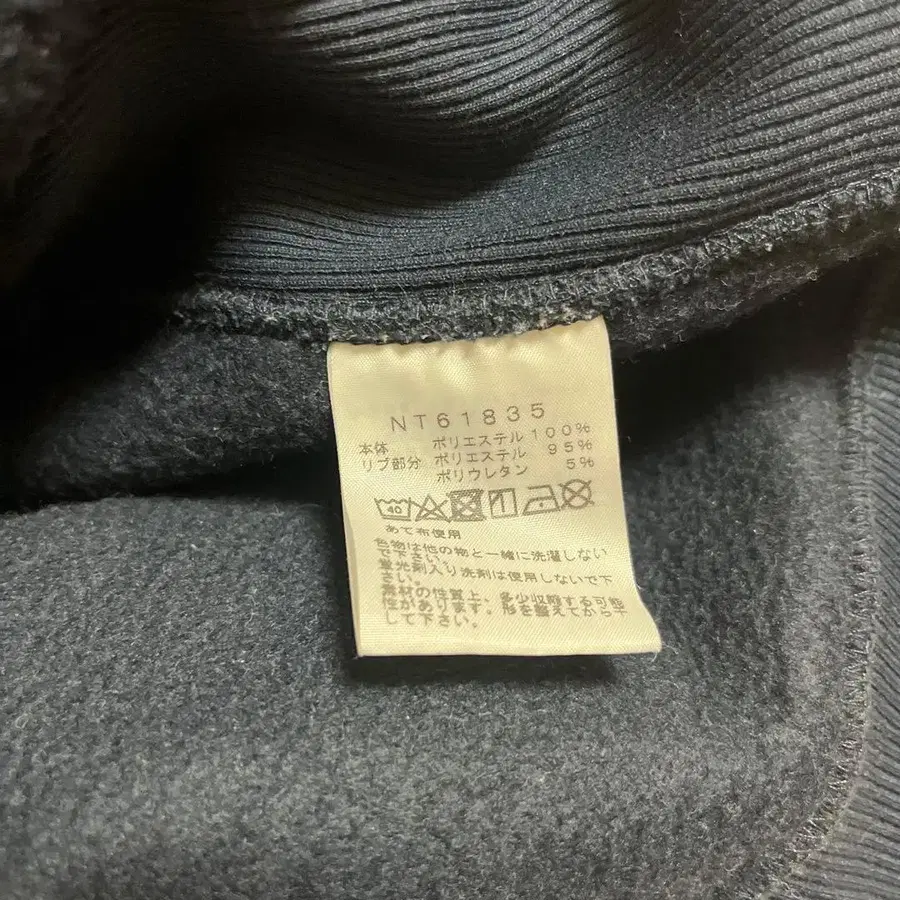 NT61835
本体 ポリエステル 100%
リブ部分 ポリエステル 95%
ポリウレタン 5%
40
あて布使用
色物は他の物と一緒に洗濯しない
で下さい。
蛍光剤入り洗剤は使用しないで下
さい。
素材の性質上、多少収縮する可能
性があります。形を整えてから干
して下さい。